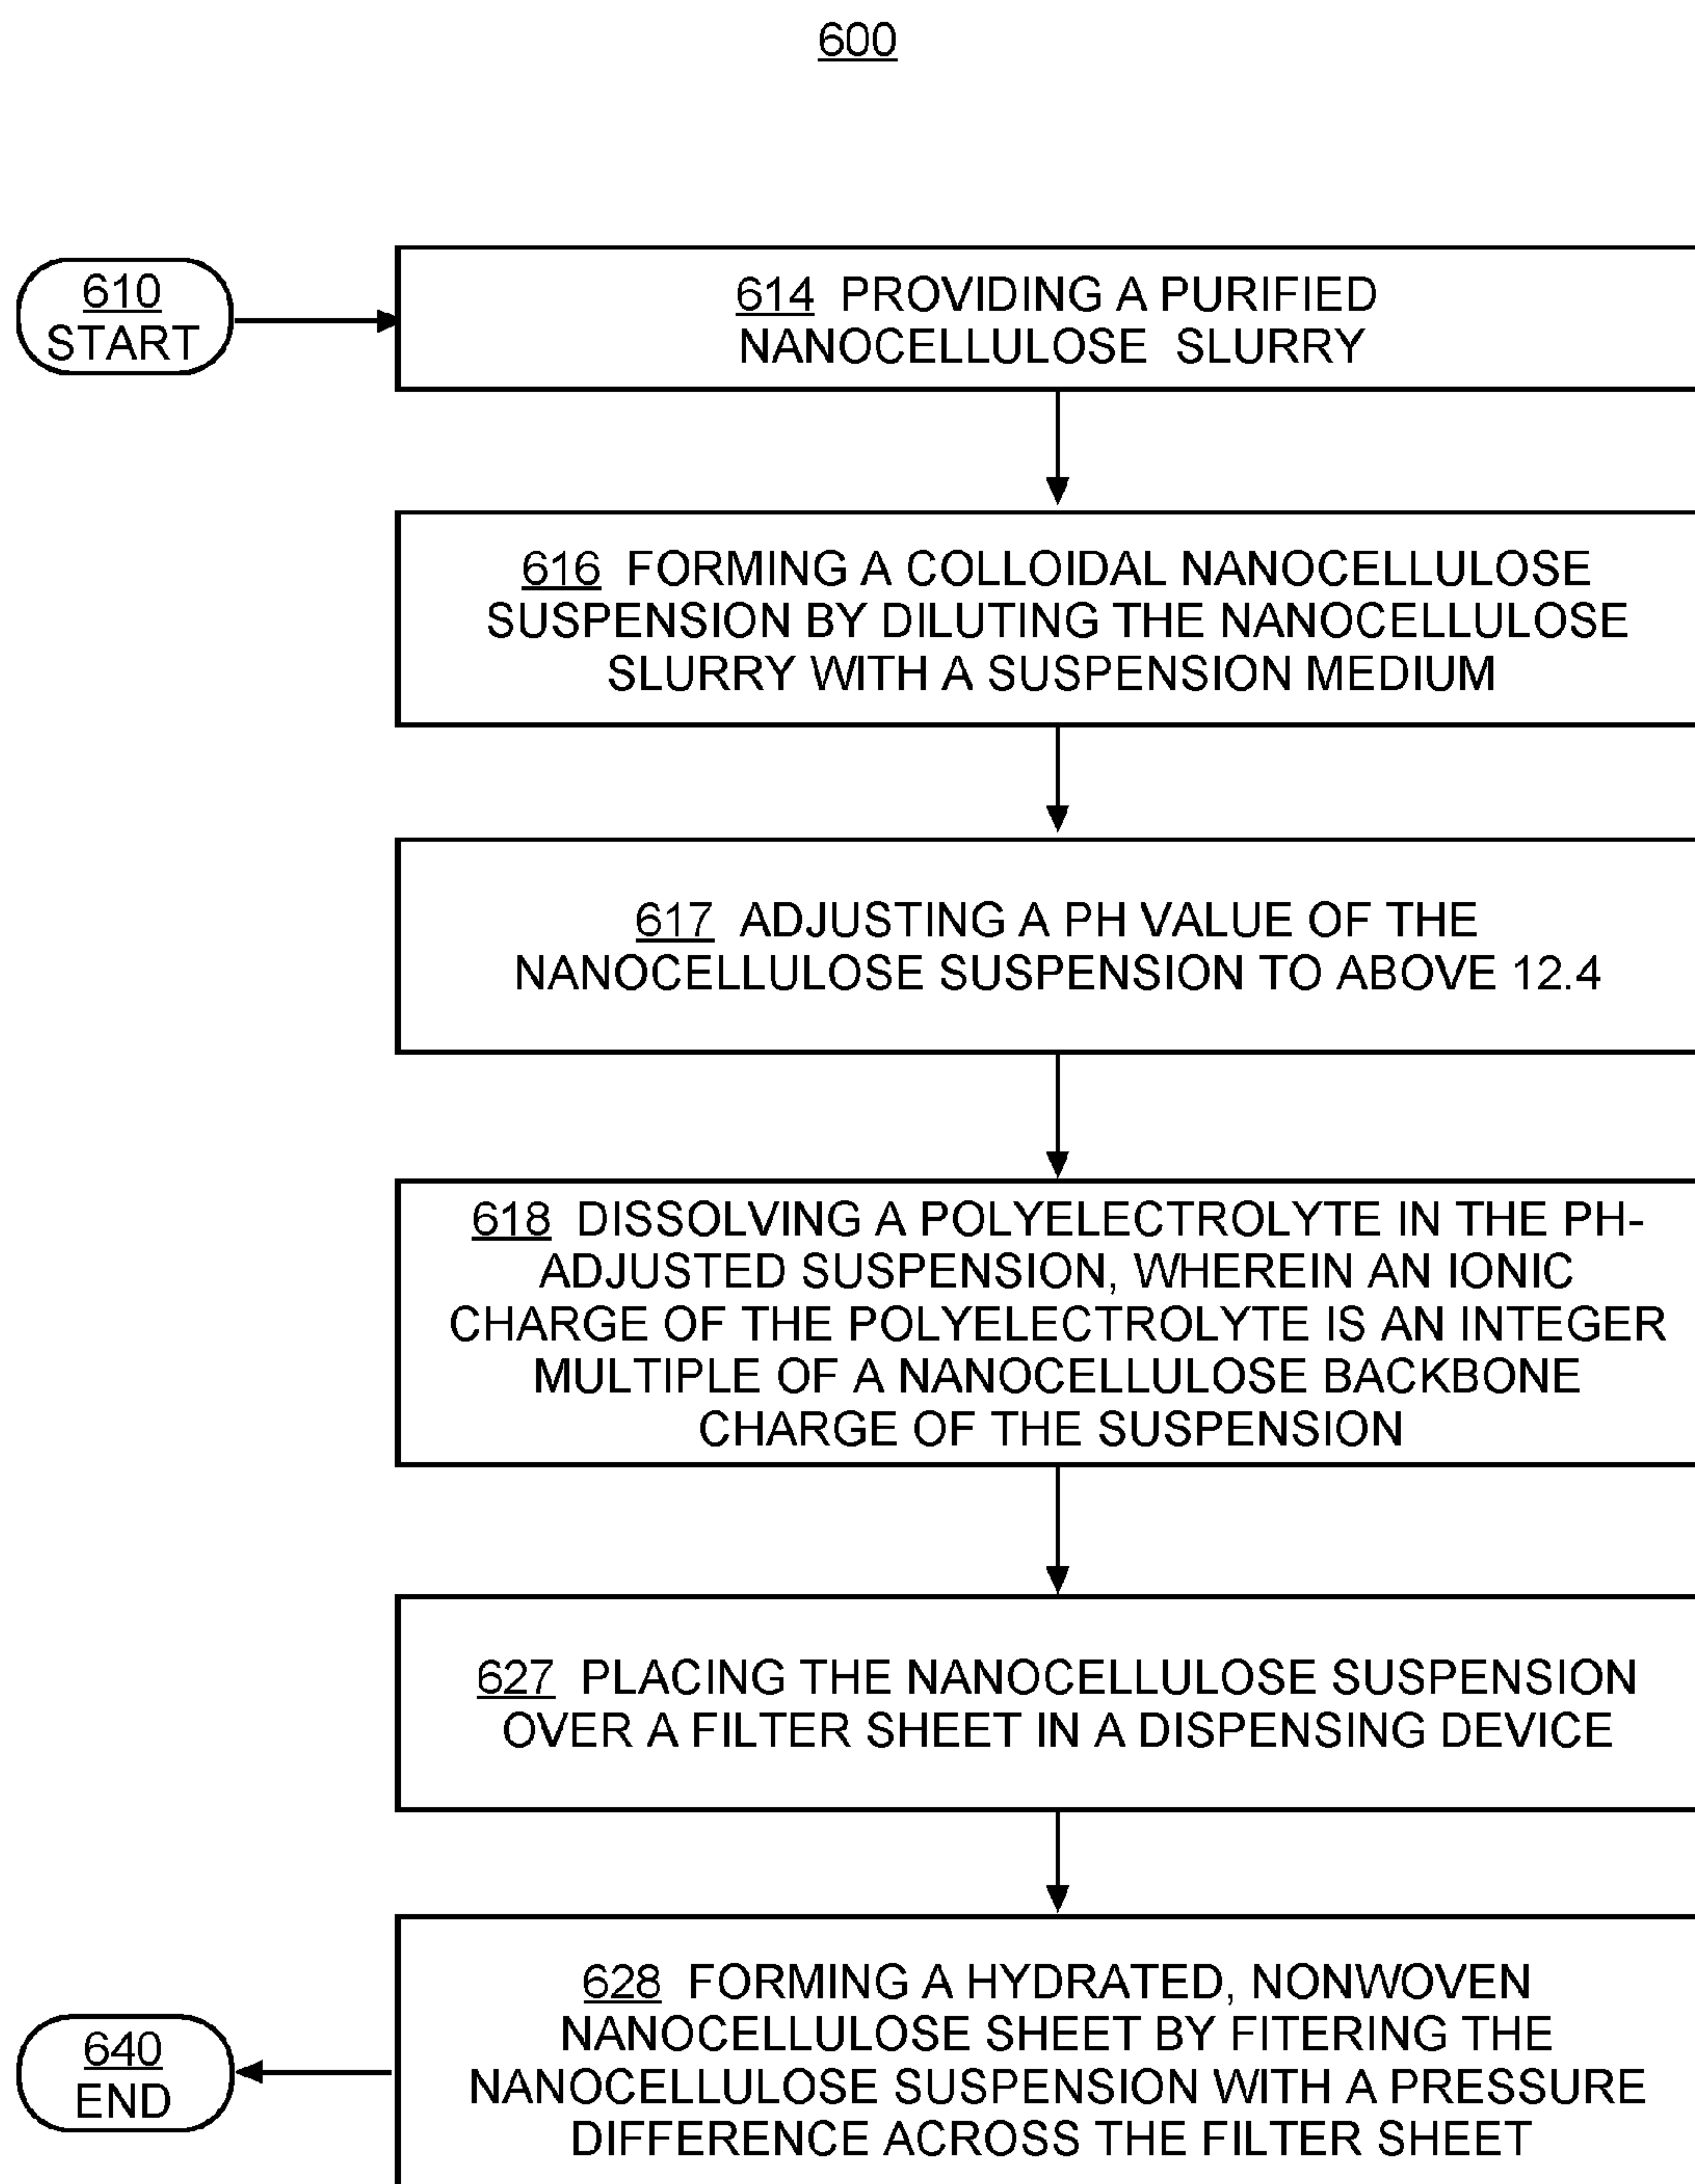 600
610
START
614 PROVIDING A PURIFIED
NANOCELLULOSE SLURRY
616 FORMING A COLLOIDAL NANOCELLULOSE
SUSPENSION BY DILUTING THE NANOCELLULOSE
SLURRY WITH A SUSPENSION MEDIUM
617 ADJUSTING A PH VALUE OF THE
NANOCELLULOSE SUSPENSION TO ABOVE 12.4
618 DISSOLVING A POLYELECTROLYTE IN THE PH-
ADJUSTED SUSPENSION, WHEREIN AN IONIC
CHARGE OF THE POLYELECTROLYTE IS AN INTEGER
MULTIPLE OF A NANOCELLULOSE BACKBONE
CHARGE OF THE SUSPENSION
627 PLACING THE NANOCELLULOSE SUSPENSION
OVER A FILTER SHEET IN A DISPENSING DEVICE
628 FORMING A HYDRATED, NONWOVEN
NANOCELLULOSE SHEET BY FITERING THE
NANOCELLULOSE SUSPENSION WITH A PRESSURE
DIFFERENCE ACROSS THE FILTER SHEET
640
END